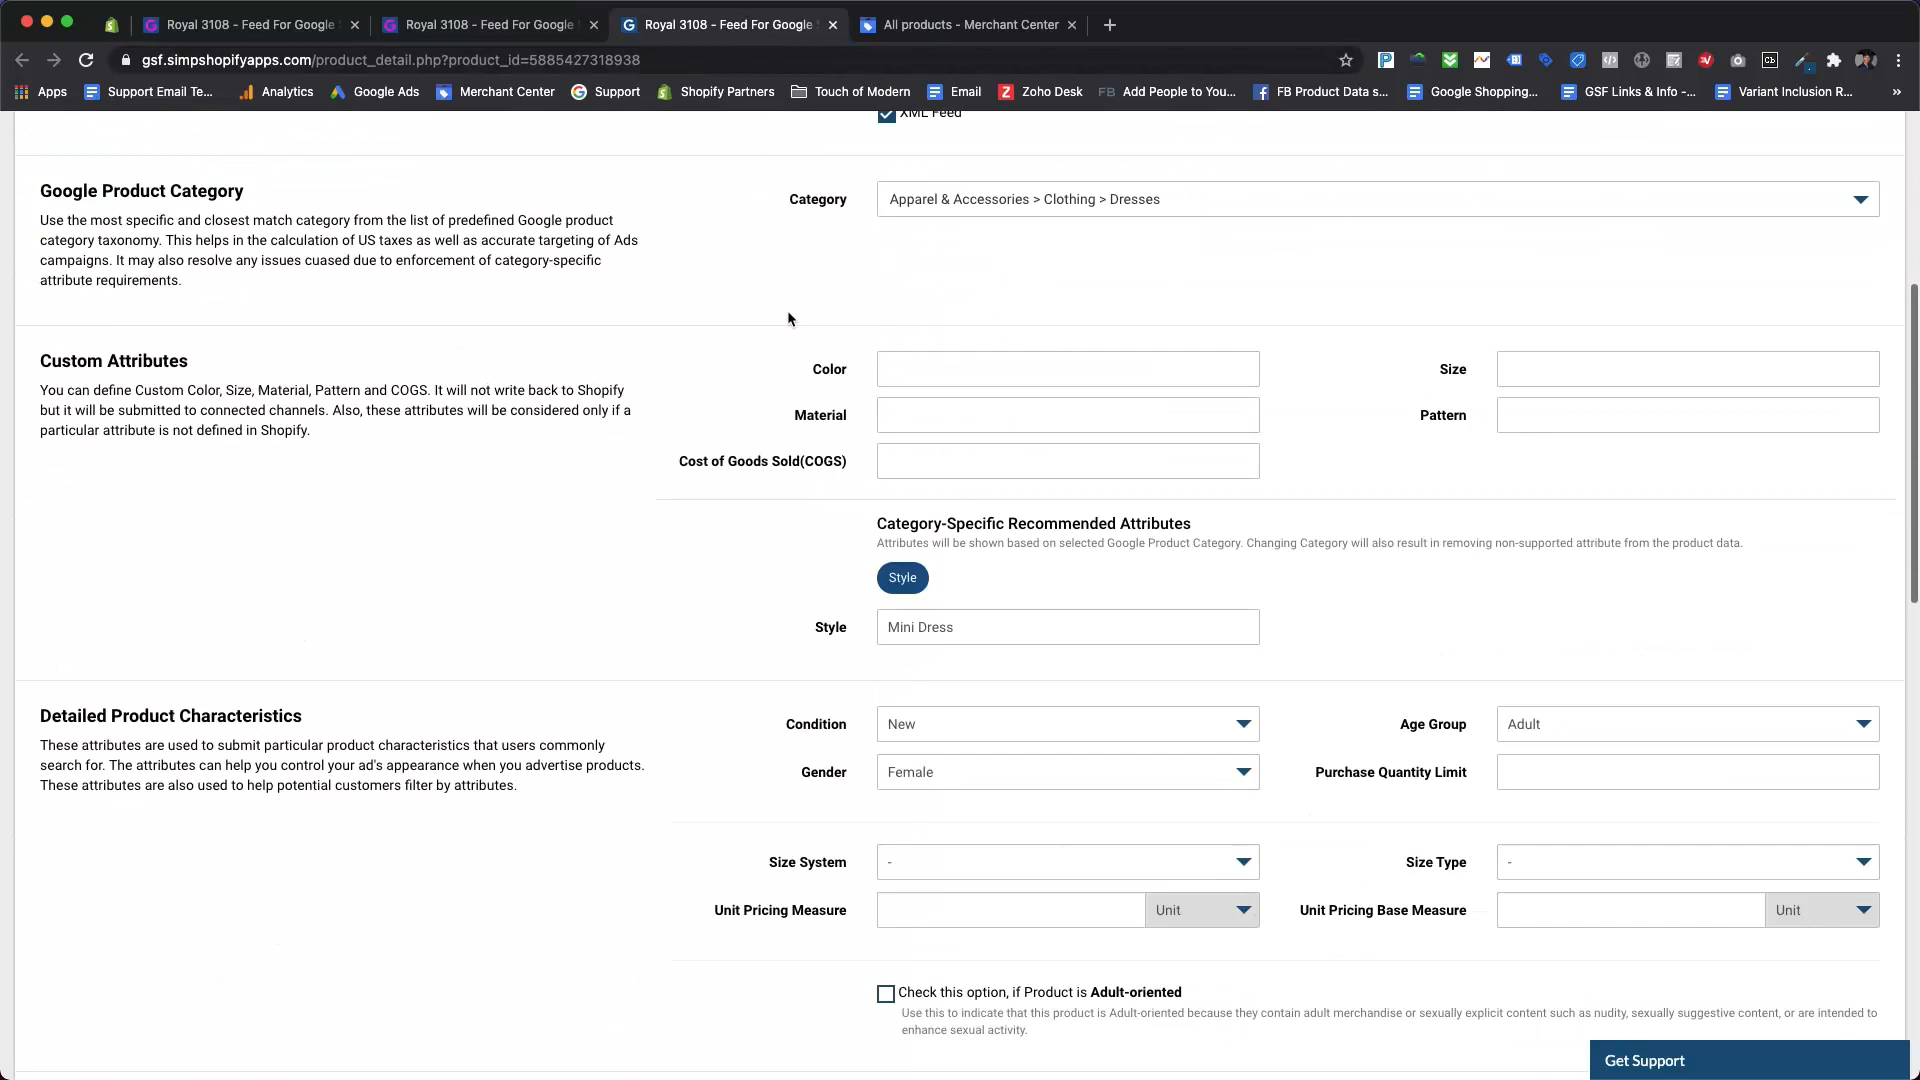 Royal 3108 - Feed For Google
Royal 3108 - Feed For Google
Royal 3108 - Feed For Google
All products - Merchant Center
gsf.simpshopifyapps.com/product_detail.php?product_id=5885427318938
Apps
Support Email Te...
Analytics
Google Ads
Merchant Center
Support
Shopify Partners
Touch of Modern
Email
Zoho Desk
FB Add People to You...
FB Product Data s...
Google Shopping...
GSF Links & Info -...
Variant Inclusion R...
»
XML Feed
Google Product Category
Use the most specific and closest match category from the list of predefined Google product
category taxonomy. This helps in the calculation of US taxes as well as accurate targeting of Ads
campaigns. It may also resolve any issues cuased due to enforcement of category-specific
attribute requirements.
Category
Apparel & Accessories > Clothing > Dresses
Custom Attributes
You can define Custom Color, Size, Material, Pattern and COGS. It will not write back to Shopify
but it will be submitted to connected channels. Also, these attributes will be considered only if a
particular attribute is not defined in Shopify.
Color
Size
Material
Pattern
Cost of Goods Sold(COGS)
Category-Specific Recommended Attributes
Attributes will be shown based on selected Google Product Category. Changing Category will also result in removing non-supported attribute from the product data.
Style
Style
Mini Dress
Detailed Product Characteristics
These attributes are used to submit particular product characteristics that users commonly
search for. The attributes can help you control your ad's appearance when you advertise products.
These attributes are also used to help potential customers filter by attributes.
Condition
New
Age Group
Adult
Gender
Female
Purchase Quantity Limit
Size System
-
Size Type
-
Unit Pricing Measure
Unit
Unit Pricing Base Measure
Unit
Check this option, if Product is Adult-oriented
Use this to indicate that this product is Adult-oriented because they contain adult merchandise or sexually explicit content such as nudity, sexually suggestive content, or are intended to
enhance sexual activity.
Get Support